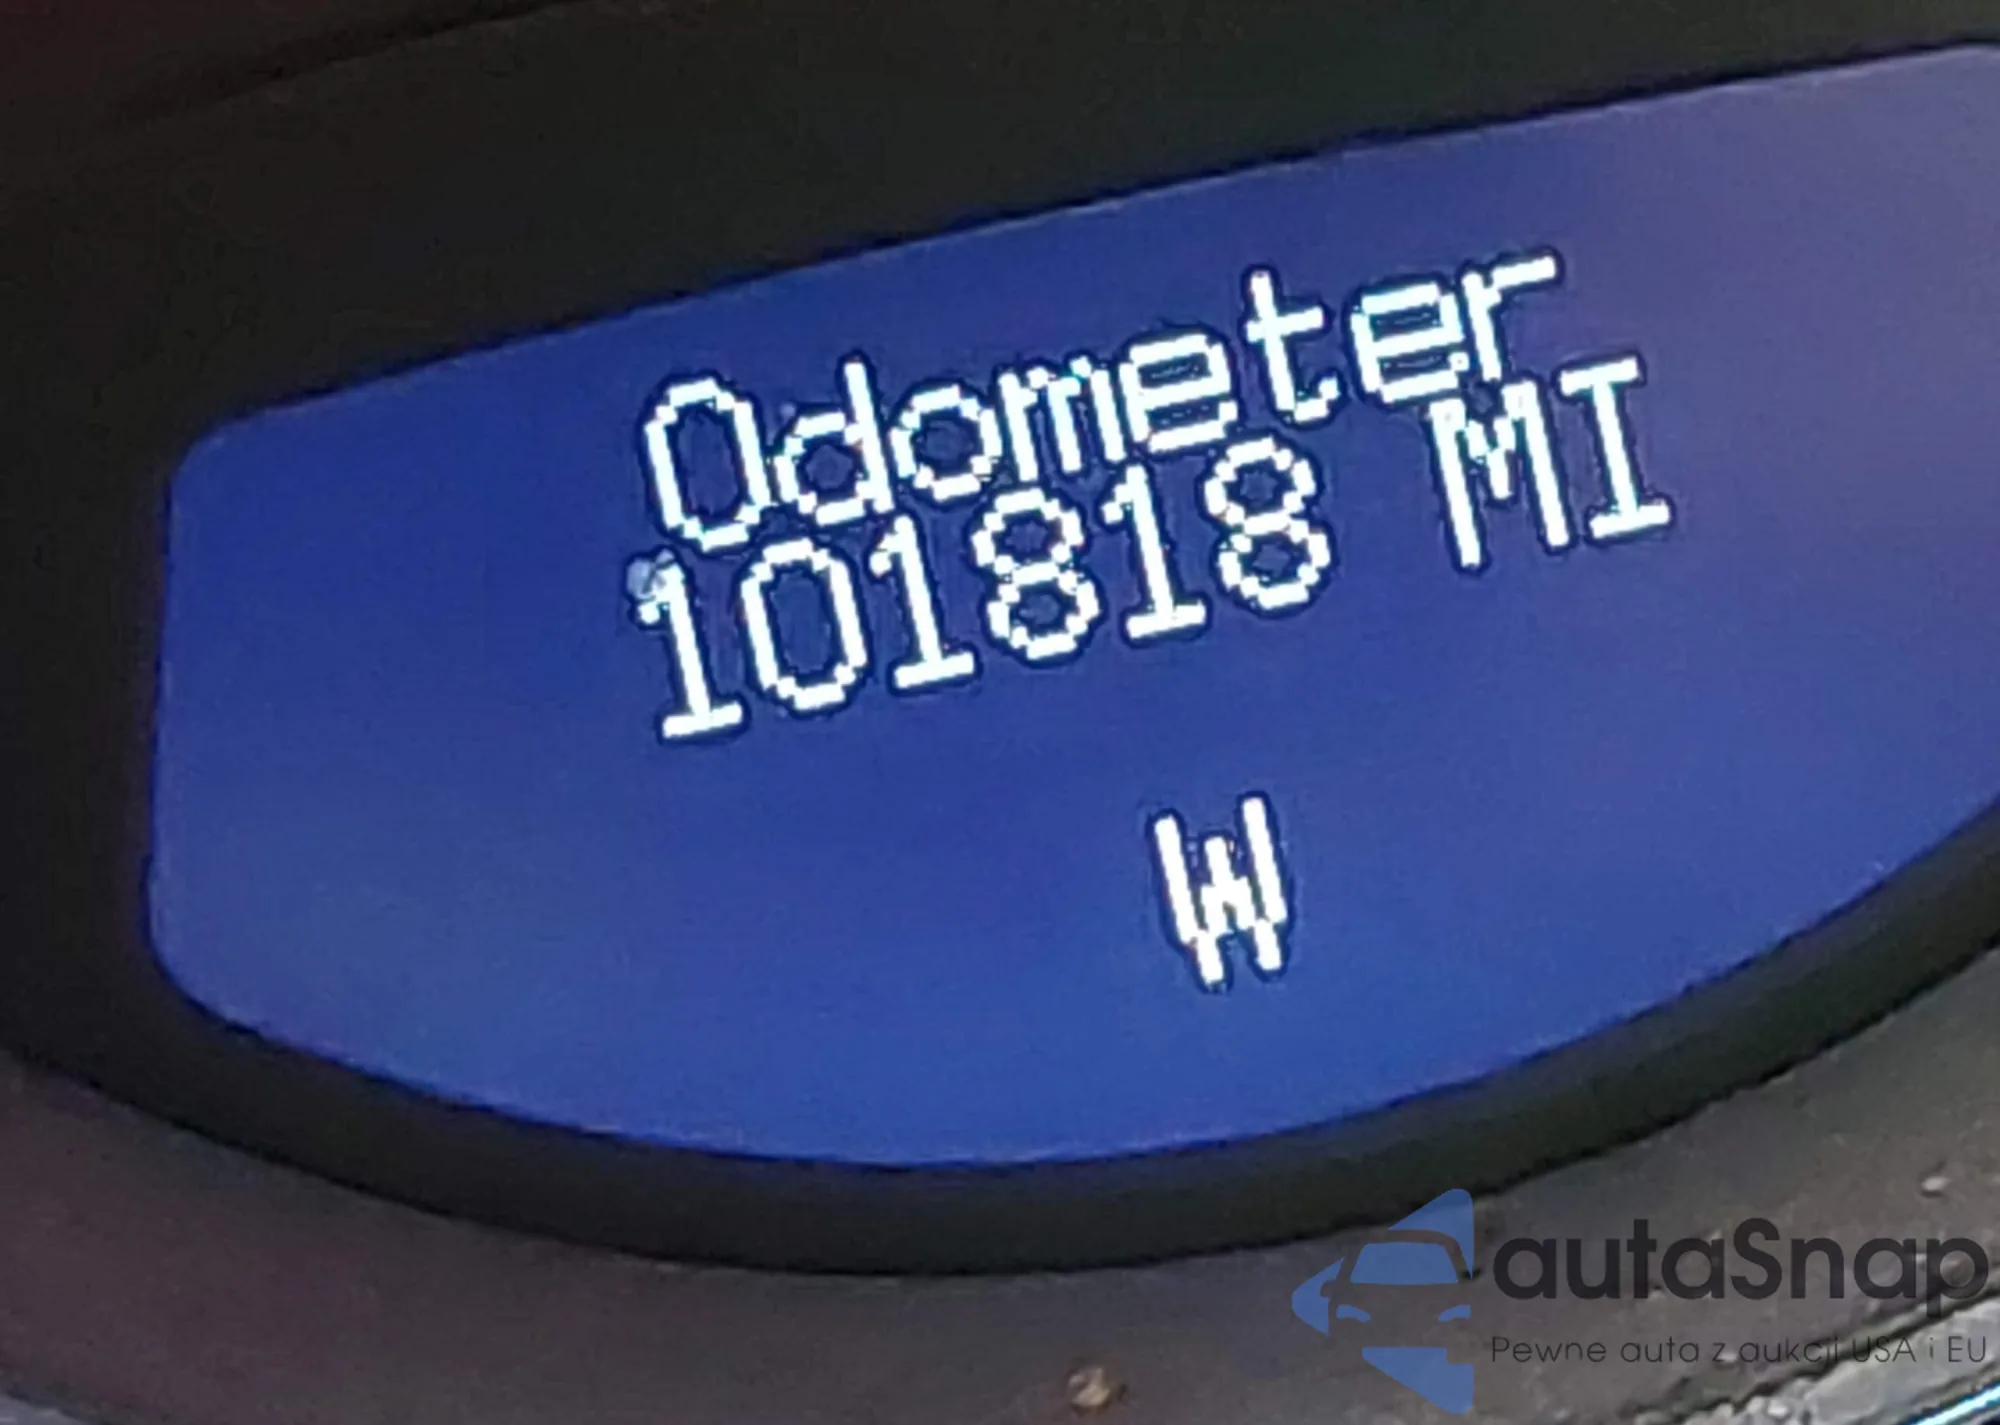 Odometer
101818 MI
W
autaSnap
Pewne auta z aukcji USA i EU